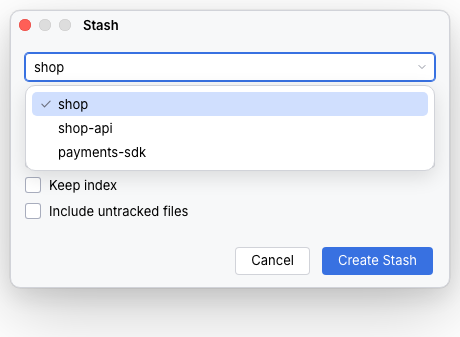 Stash
shop
shop
shop-api
payments-sdk
Keep index
Include untracked files
Cancel
Create Stash